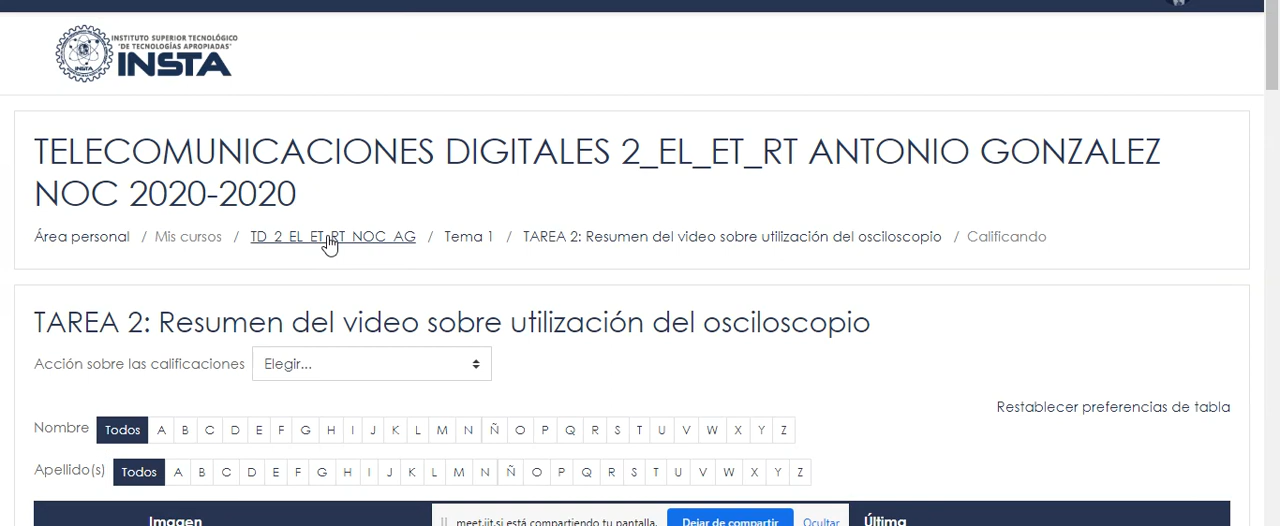 INSTITUTO SUPERIOR TECNOLÓGICO
"DE TECNOLOGÍAS APROPIADAS"
INSTA
INSTA
TELECOMUNICACIONES DIGITALES 2_EL_ET_RT ANTONIO GONZALEZ
NOC 2020-2020
Área personal / Mis cursos / TD_2_EL_ET_RT_NOC_AG / Tema 1 / TAREA 2: Resumen del video sobre utilización del osciloscopio / Calificando
TAREA 2: Resumen del video sobre utilización del osciloscopio
Acción sobre las calificaciones Elegir...
Restablecer preferencias de tabla
Nombre Todos A B C D E F G H I J K L M N Ñ O P Q R S T U V W X Y Z
Apellido(s) Todos A B C D E F G H I J K L M N Ñ O P Q R S T U V W X Y Z
Imagen meet.jit.si está compartiendo tu pantalla. Dejar de compartir Ocultar Última